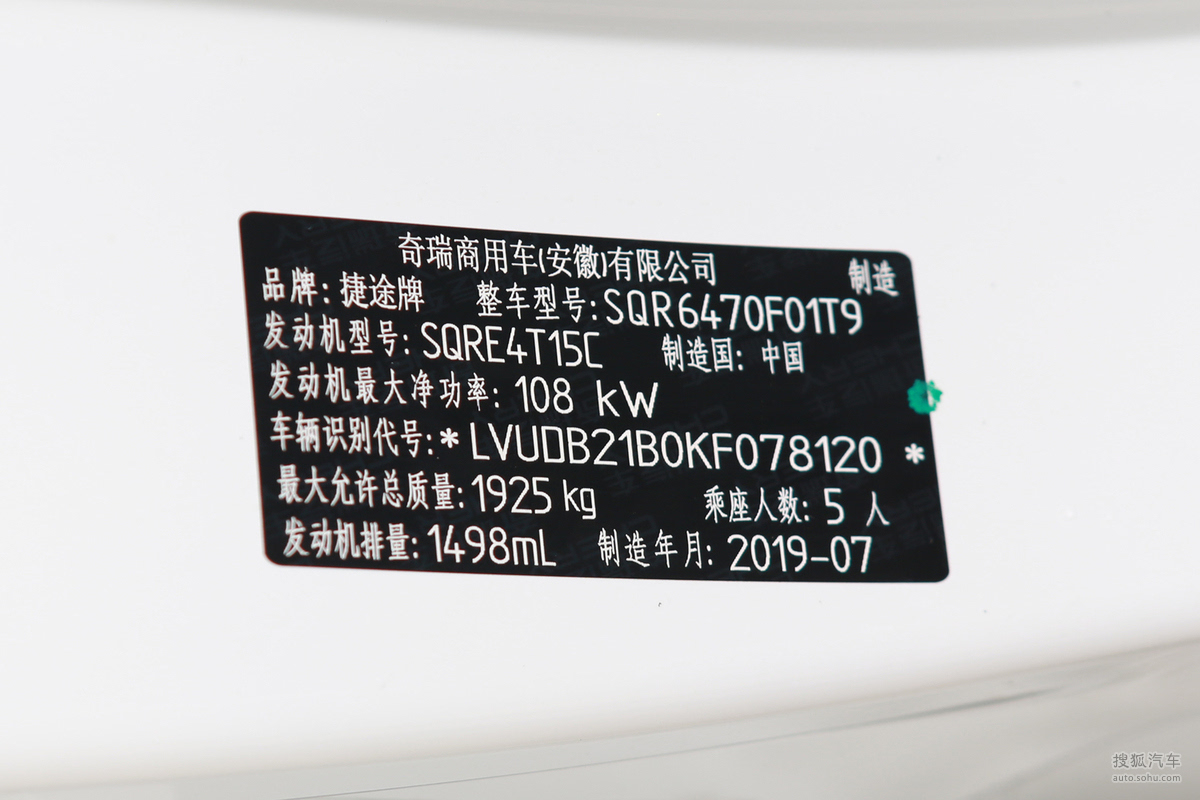 奇瑞商用车(安徽)有限公司 制造
品牌: 捷途牌 整车型号: SQR6470F01T9
发动机型号: SQRE4T15C 制造国: 中国
发动机最大净功率: 108 kW
车辆识别代号: * LVUDB21B0KF078120 *
最大允许总质量: 1925 kg 乘座人数: 5 人
发动机排量: 1498mL 制造年月: 2019-07
搜狐汽车
auto.sohu.com